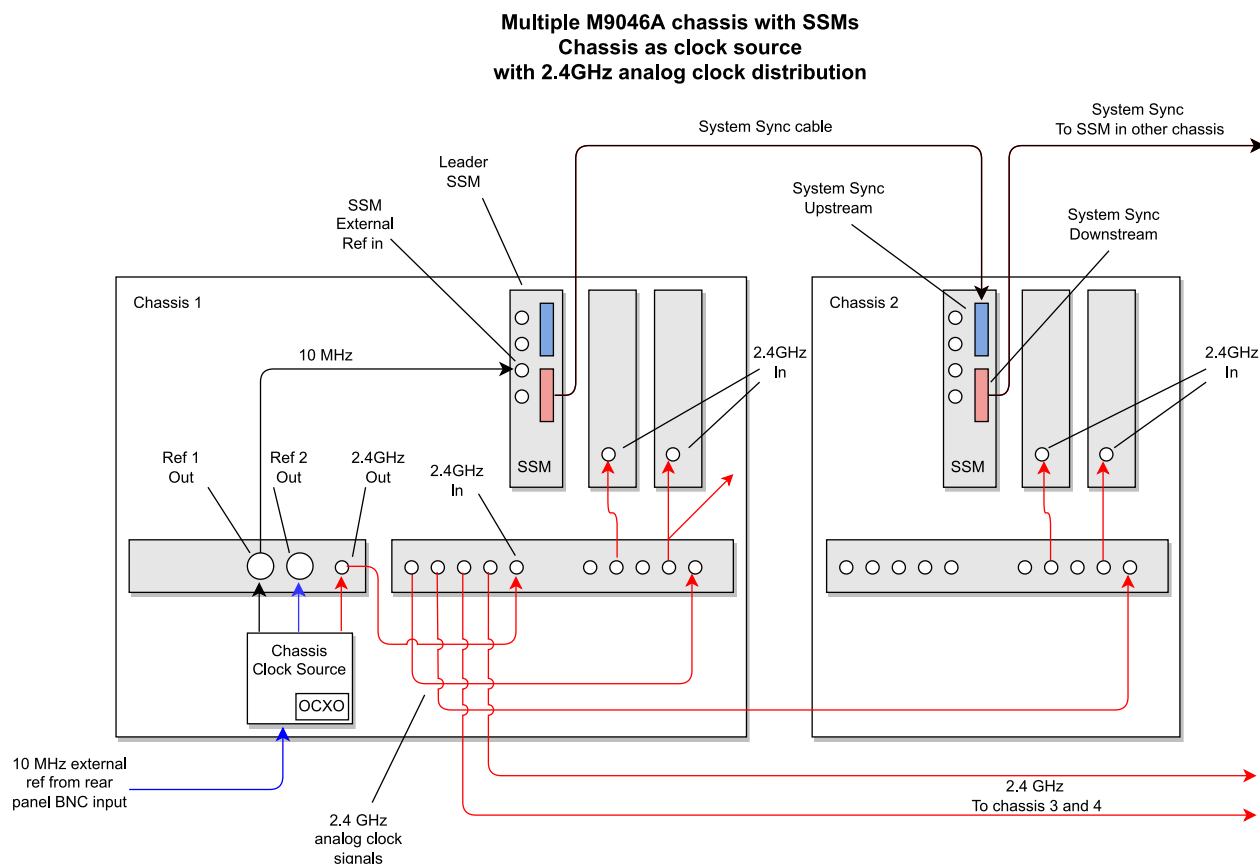 Multiple M9046A chassis with SSMs
Chassis as clock source
with 2.4GHz analog clock distribution
System Sync cable
System Sync
To SSM in other chassis
Leader
SSM
SSM
External
Ref in
System Sync
Upstream
System Sync
Downstream
Chassis 1
Chassis 2
10 MHz
2.4GHz
In
2.4GHz
In
Ref 1
Out
Ref 2
Out
2.4GHz
Out
2.4GHz
In
SSM
SSM
Chassis
Clock Source
OCXO
10 MHz external
ref from rear
panel BNC input
2.4 GHz
analog clock
signals
2.4 GHz
To chassis 3 and 4